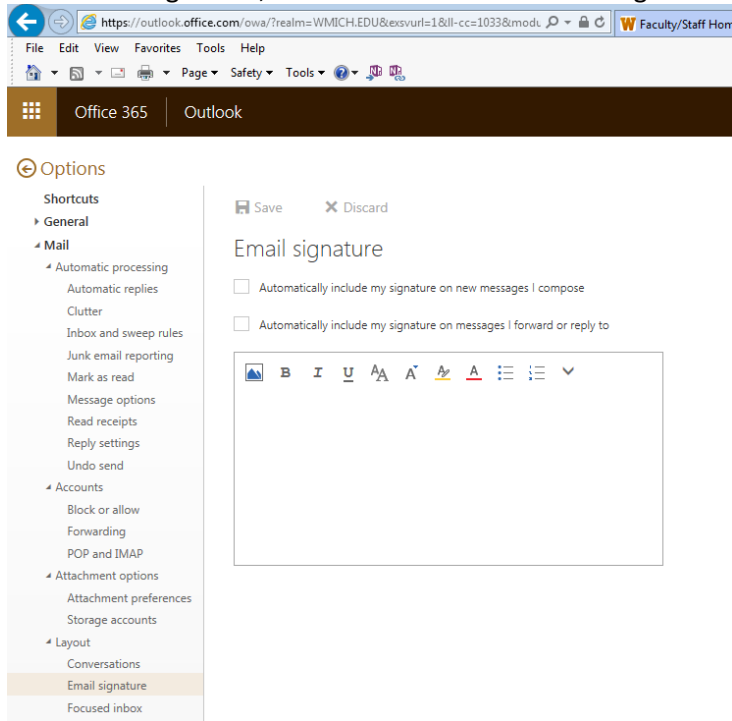 https://outlook.office.com/owa/?realm=WMICH.EDU&exsvurl=1&ll-cc=1033&modu
Faculty/Staff Hom
File Edit View Favorites Tools Help
Page Safety Tools
Office 365 Outlook
Options
Shortcuts
General
Mail
Automatic processing
Automatic replies
Clutter
Inbox and sweep rules
Junk email reporting
Mark as read
Message options
Read receipts
Reply settings
Undo send
Accounts
Block or allow
Forwarding
POP and IMAP
Attachment options
Attachment preferences
Storage accounts
Layout
Conversations
Email signature
Focused inbox
Save Discard
Email signature
Automatically include my signature on new messages I compose
Automatically include my signature on messages I forward or reply to
B I U AA A A A